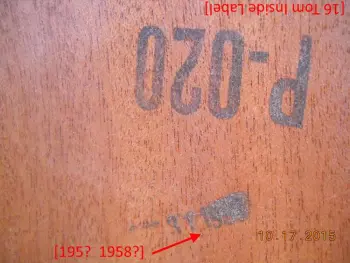 [16 Tom Inside Label]
P-020
[195? 1958?]
10.17.2015